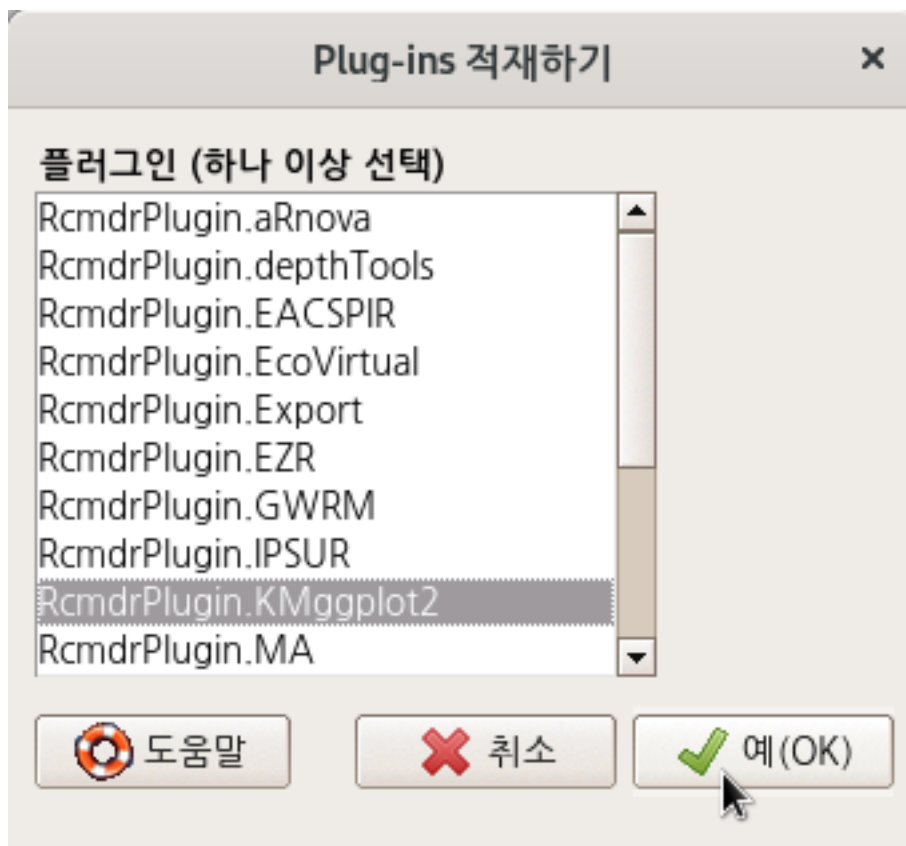 Plug-ins 적재하기
플러그인 (하나 이상 선택)
RcmdrPlugin.aRnova
RcmdrPlugin.depthTools
RcmdrPlugin.EACSPIR
RcmdrPlugin.EcoVirtual
RcmdrPlugin.Export
RcmdrPlugin.EZR
RcmdrPlugin.GWRM
RcmdrPlugin.IPSUR
RcmdrPlugin.KMggplot2
RcmdrPlugin.MA
도움말 취소 예(OK)